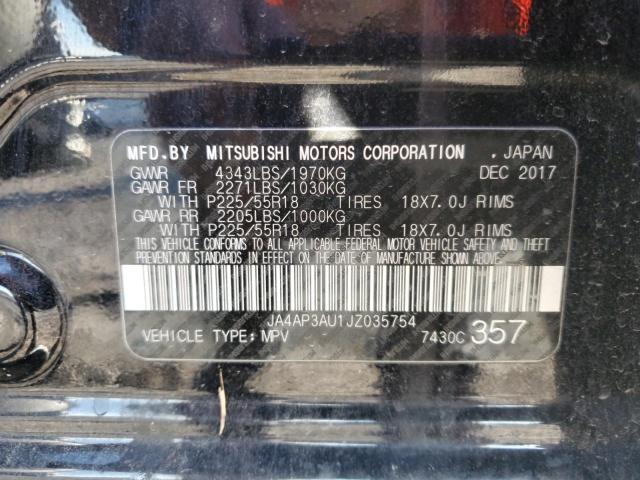 MFD.BY MITSUBISHI MOTORS CORPORATION . JAPAN
GVWR 4343LBS/1970KG DEC 2017
GAWR FR 2271LBS/1030KG
WITH P225/55R18 TIRES 18X7.0J RIMS
GAWR RR 2205LBS/1000KG
WITH P225/55R18 TIRES 18X7.0J RIMS
THIS VEHICLE CONFORMS TO ALL APPLICABLE FEDERAL MOTOR VEHICLE SAFETY AND THEFT
PREVENTION STANDARDS IN EFFECT ON THE DATE OF MANUFACTURE SHOWN ABOVE.
JA4AP3AU1JZ035754
VEHICLE TYPE: MPV 7430C 357